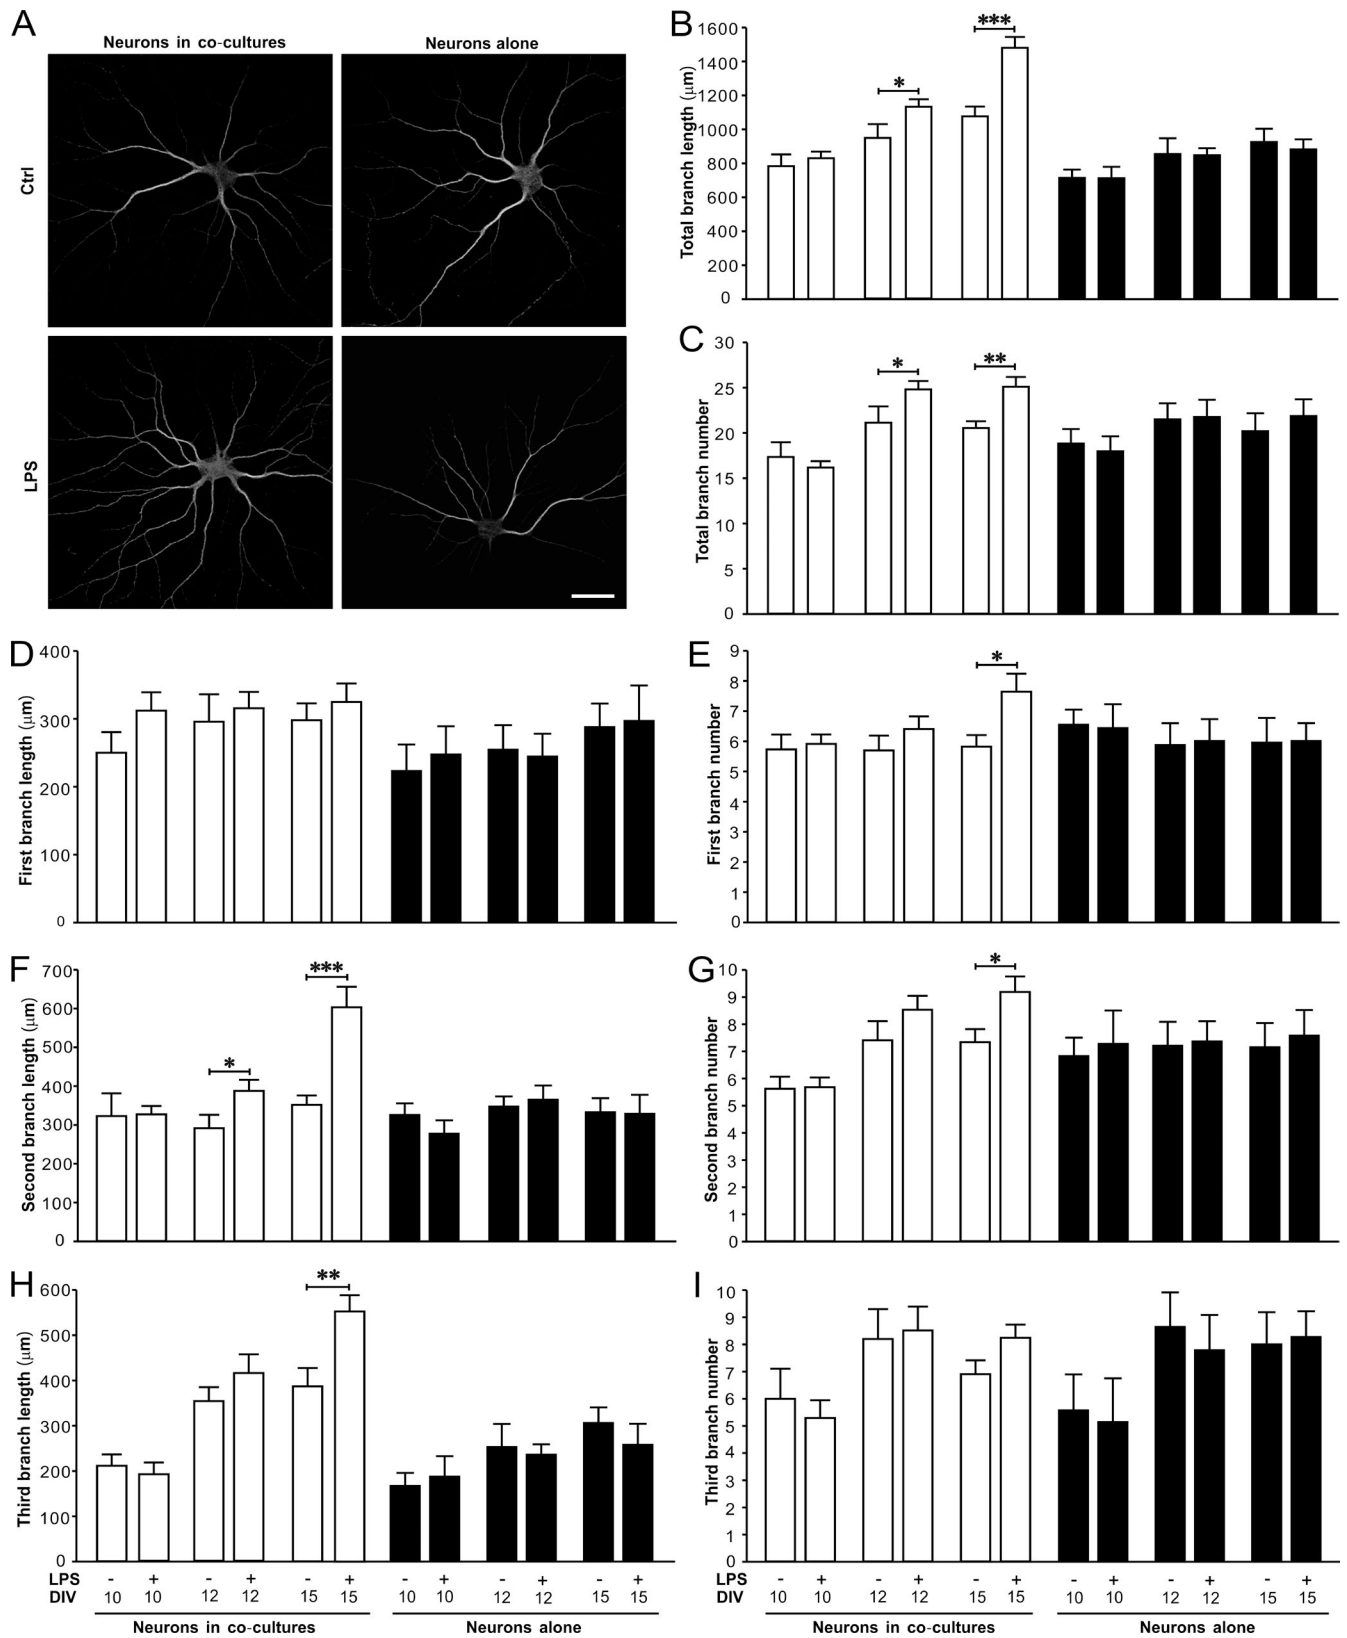 A
Neurons in co-cultures
Neurons alone
Ctrl
LPS
B
Total branch length (μm)
1600
1400
1200
1000
800
600
400
200
0
*
***
C
Total branch number
30
25
20
15
10
5
0
*
**
D
First branch length (μm)
400
300
200
100
0
E
First branch number
9
8
7
6
5
4
3
2
1
0
*
F
Second branch length (μm)
700
600
500
400
300
200
100
0
*
***
G
Second branch number
10
9
8
7
6
5
4
3
2
1
0
*
H
Third branch length (μm)
600
500
400
300
200
100
0
**
LPS - + - + - + - + - + - +
DIV 10 10 12 12 15 15 10 10 12 12 15 15
Neurons in co-cultures Neurons alone
I
Third branch number
10
9
8
7
6
5
4
3
2
1
0
LPS - + - + - + - + - + - +
DIV 10 10 12 12 15 15 10 10 12 12 15 15
Neurons in co-cultures Neurons alone